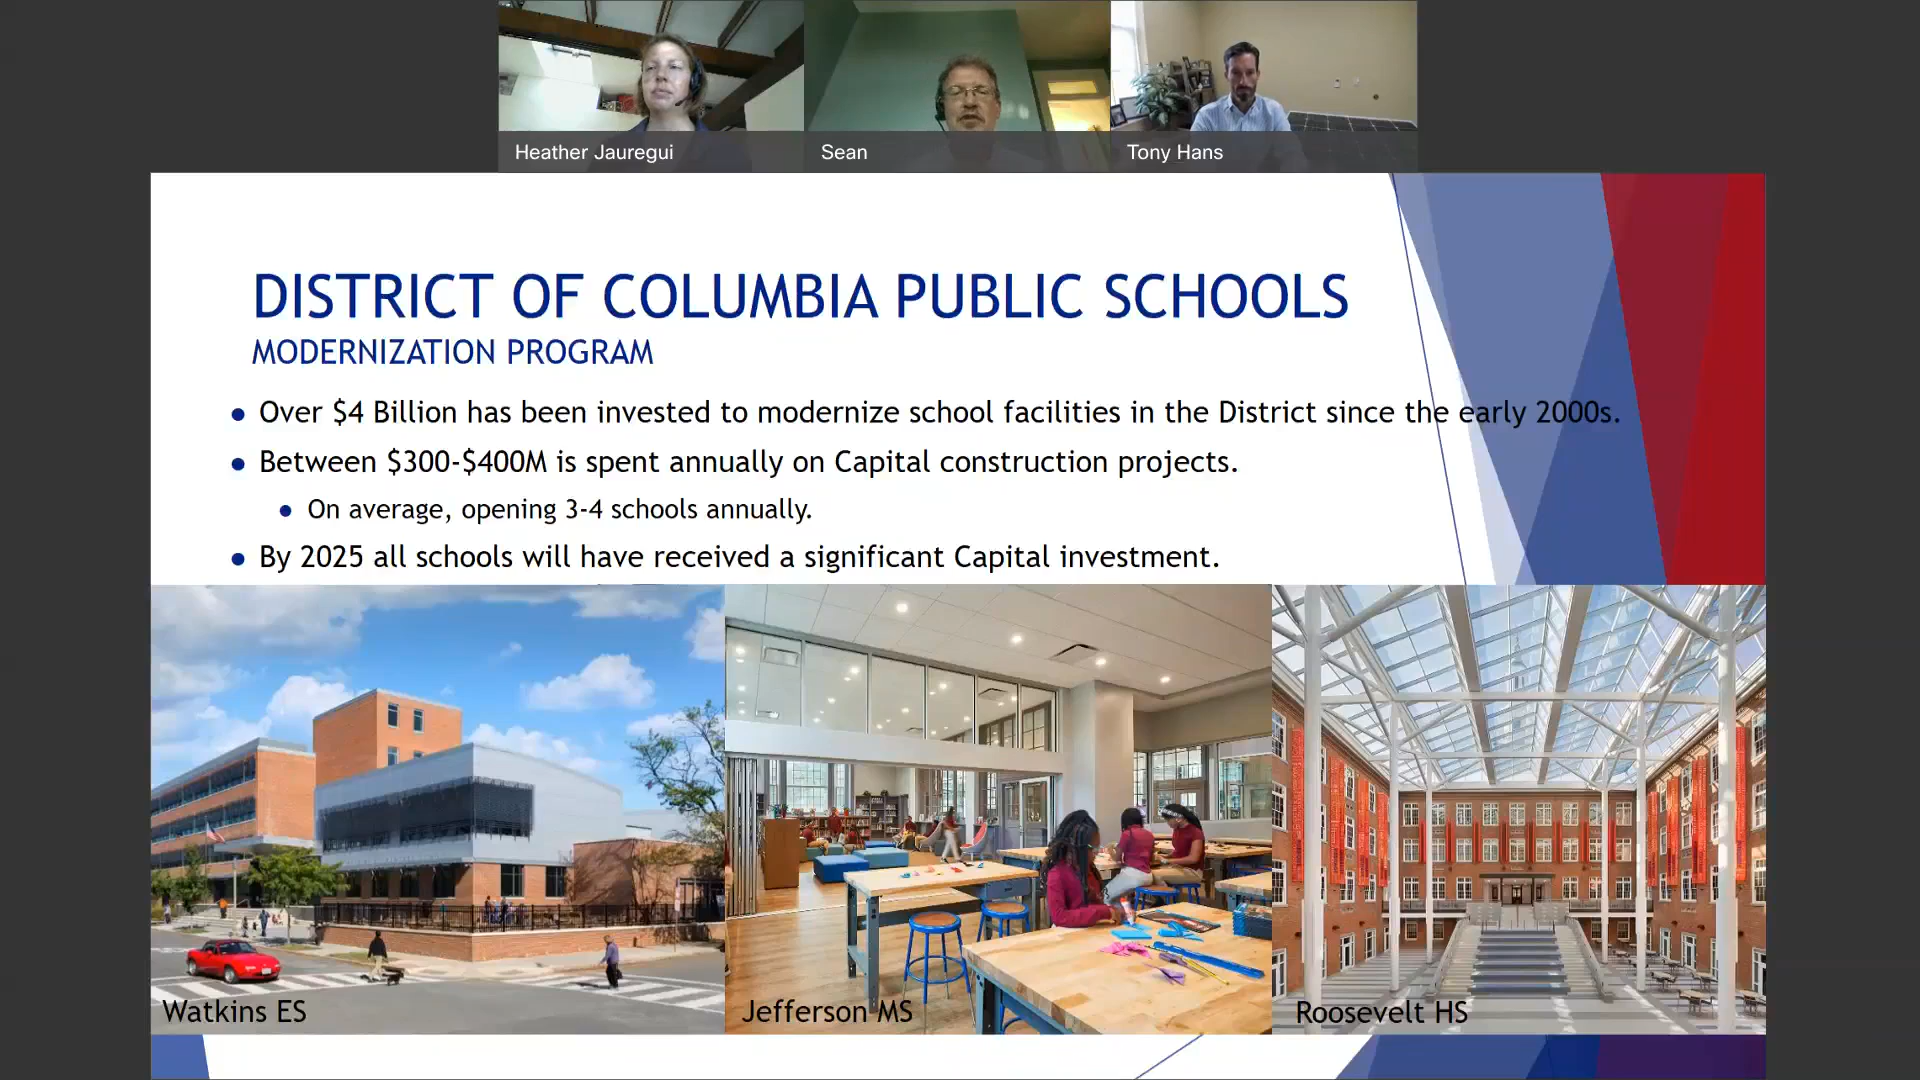 Heather Jauregui
Sean
Tony Hans
DISTRICT OF COLUMBIA PUBLIC SCHOOLS
MODERNIZATION PROGRAM
• Over $4 Billion has been invested to modernize school facilities in the District since the early 2000s.
• Between $300-$400M is spent annually on Capital construction projects.
• On average, opening 3-4 schools annually.
• By 2025 all schools will have received a significant Capital investment.
Watkins ES
Jefferson MS
Roosevelt HS